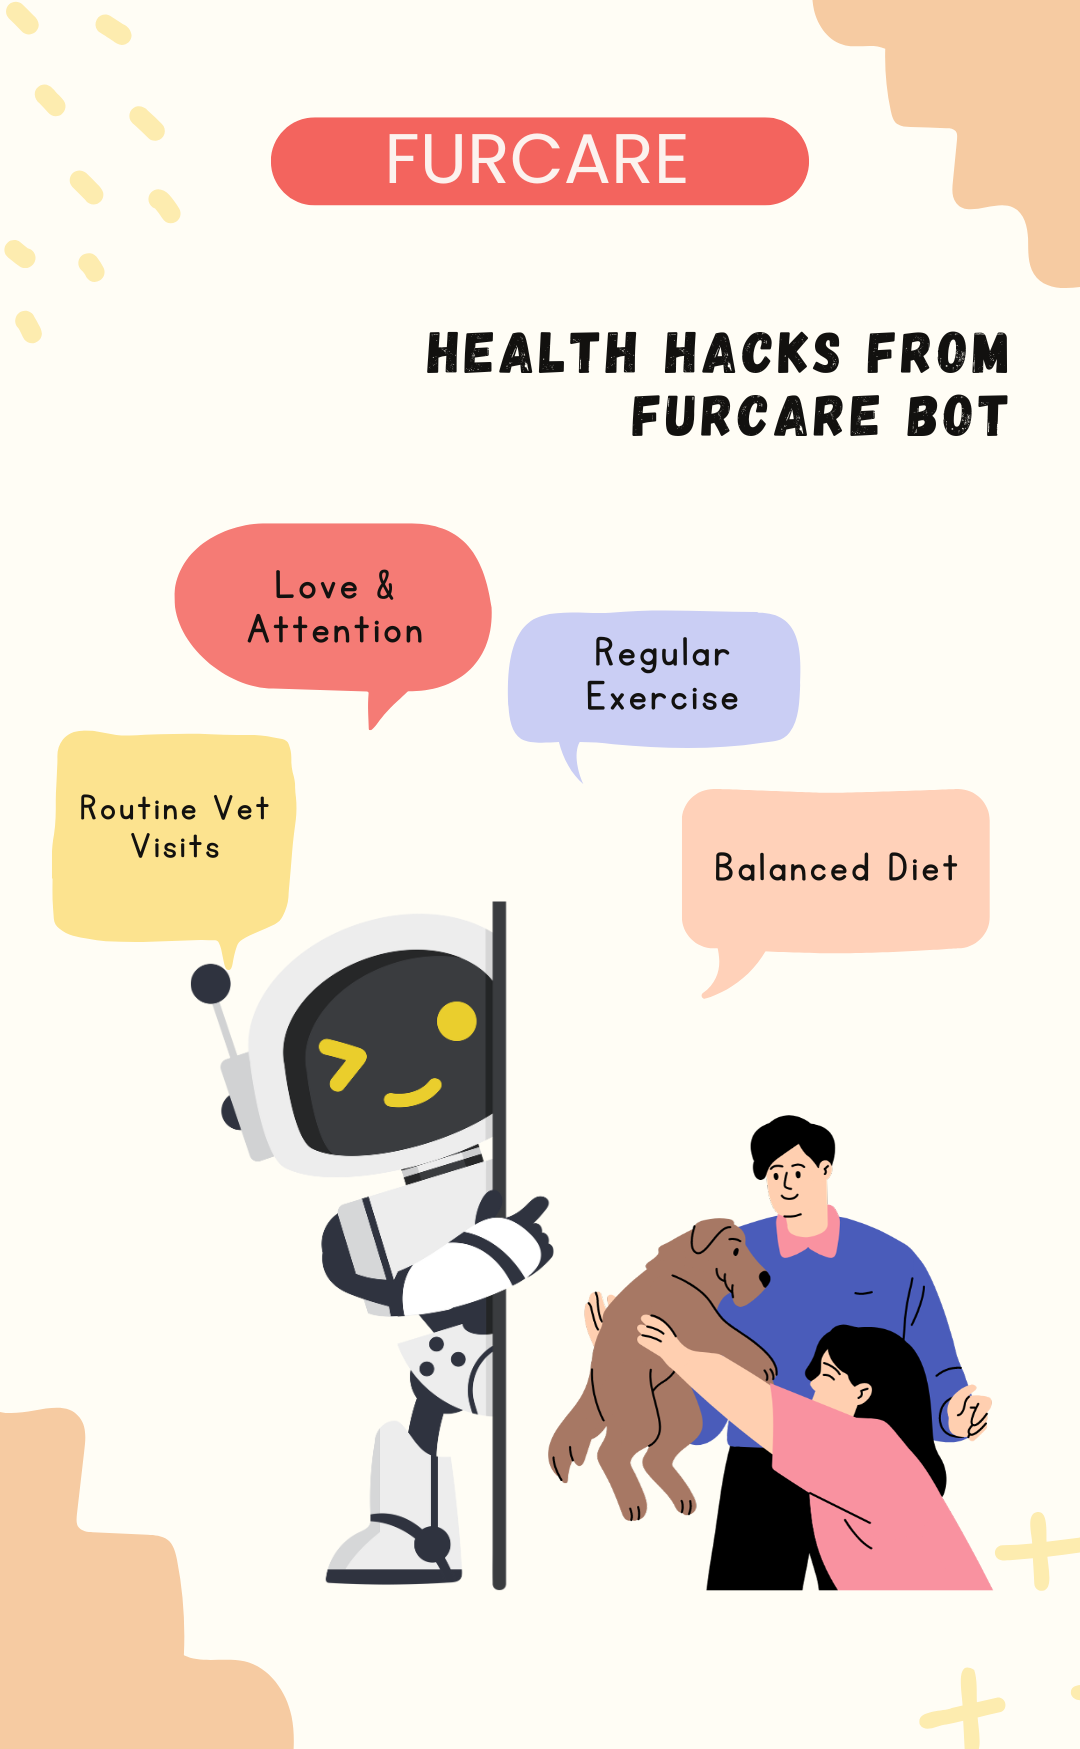 FURCARE
HEALTH HACKS FROM
FURCARE BOT
Love &
Attention
Regular
Exercise
Routine Vet
Visits
Balanced Diet